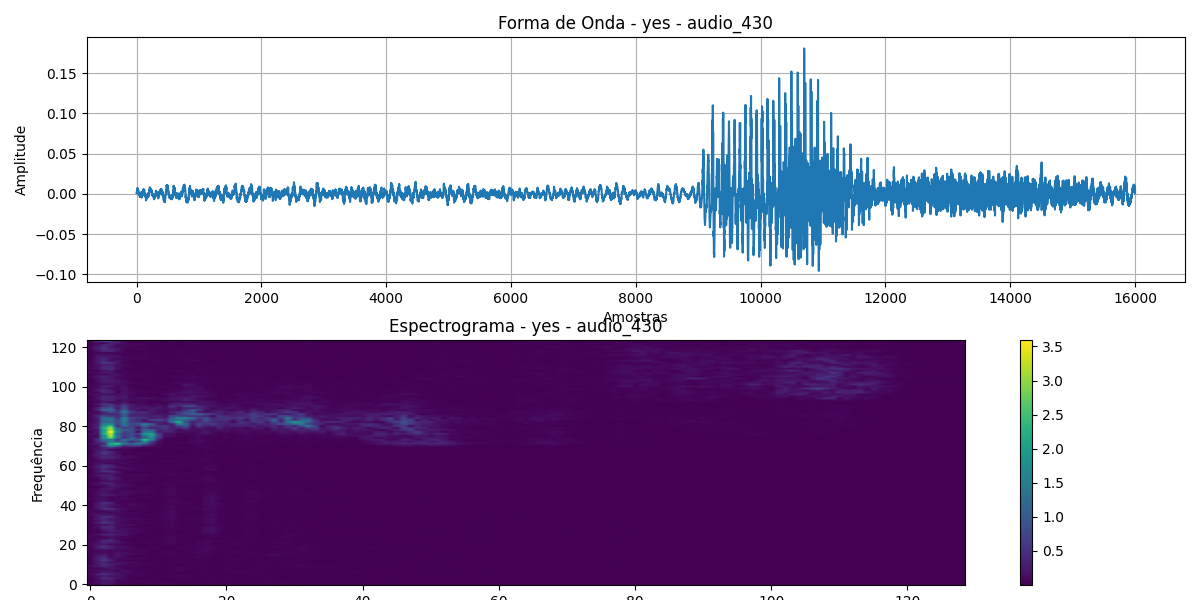 Forma de Onda - yes - audio_430
Amplitude
0.15
0.10
0.05
0.00
−0.05
−0.10
0 2000 4000 6000 8000 10000 12000 14000 16000
Amostras
Espectrograma - yes - audio_430
Frequência
120
100
80
60
40
20
0
0 20 40 60 80 100 120
3.5
3.0
2.5
2.0
1.5
1.0
0.5